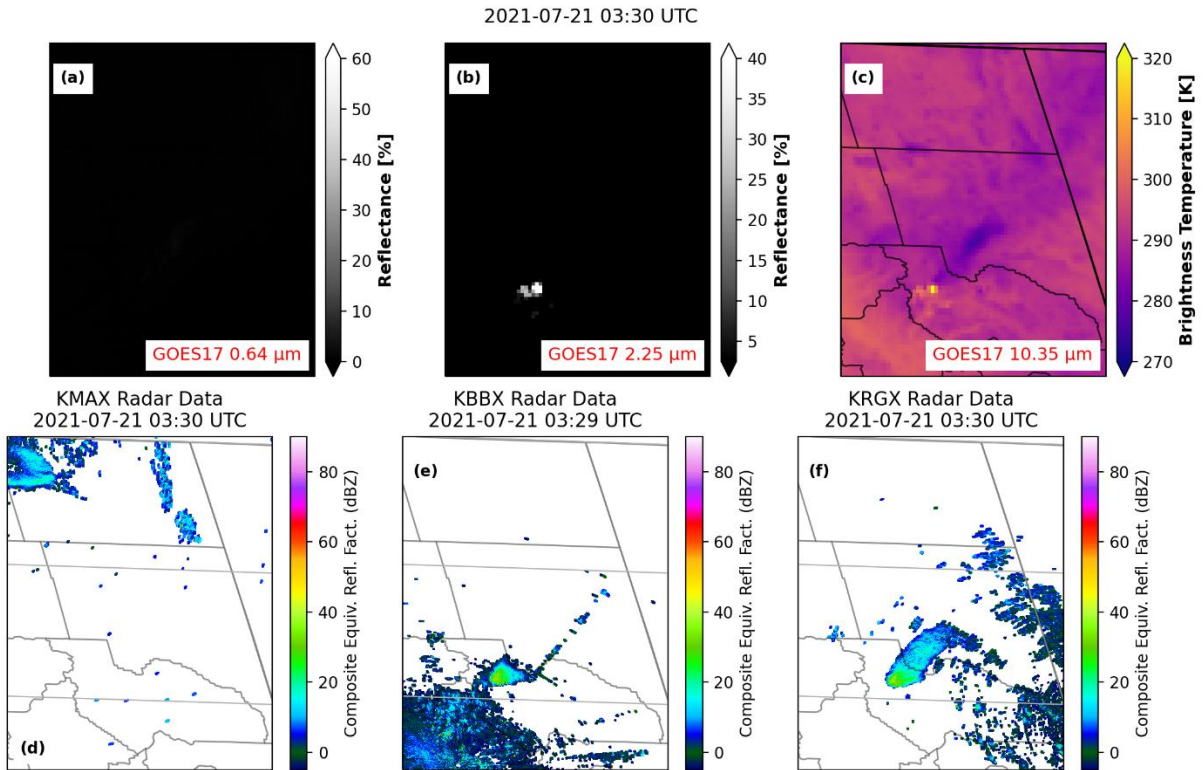 2021-07-21 03:30 UTC
(a)
GOES17 0.64 µm
60
50
40
30
20
10
0
Reflectance [%]
(b)
GOES17 2.25 µm
40
35
30
25
20
15
10
5
Reflectance [%]
(c)
GOES17 10.35 µm
320
310
300
290
280
270
Brightness Temperature [K]
KMAX Radar Data
2021-07-21 03:30 UTC
(d)
80
60
40
20
0
Composite Equiv. Refl. Fact. (dBZ)
KBBX Radar Data
2021-07-21 03:29 UTC
(e)
80
60
40
20
0
Composite Equiv. Refl. Fact. (dBZ)
KRGX Radar Data
2021-07-21 03:30 UTC
(f)
80
60
40
20
0
Composite Equiv. Refl. Fact. (dBZ)